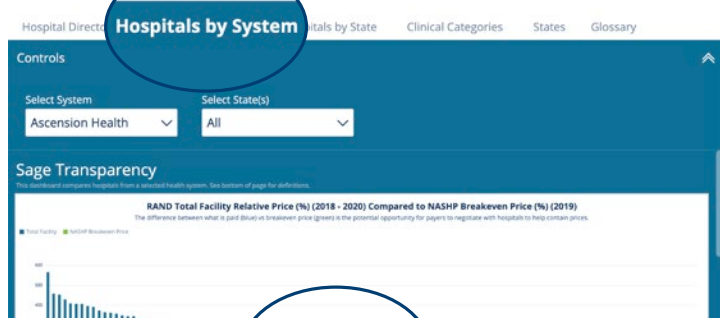 Hospital Directo Hospitals by System pitals by State Clinical Categories States Glossary
Controls
Select System Select State(s)
Ascension Health All
Sage Transparency
This dashboard compares hospitals from a selected health system. See bottom of page for definitions.
RAND Total Facility Relative Price (%) (2018 - 2020) Compared to NASHP Breakeven Price (%) (2019)
The difference between what is paid (blue) vs breakeven price (green) is the potential opportunity for payers to negotiate with hospitals to help contain prices.
Total Facility NASHP Breakeven Price
400